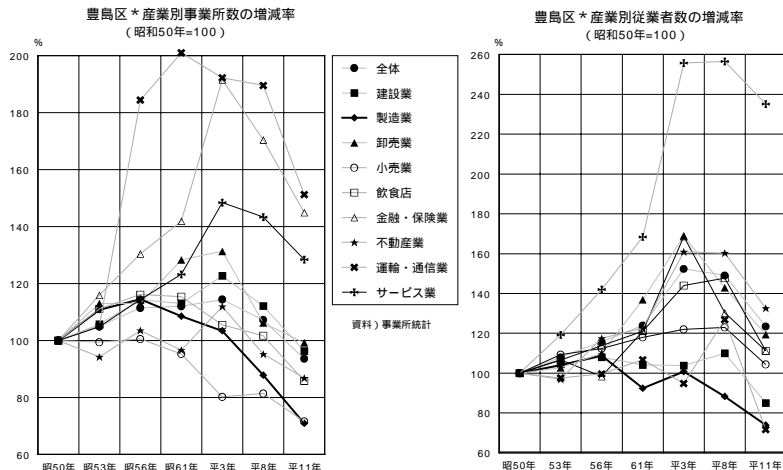 豊島区＊産業別事業所数の増減率
（昭和50年=100）
%
200
180
160
140
120
100
80
60
昭50年 昭53年 昭56年 昭61年 平3年 平8年 平11年
全体
建設業
製造業
卸売業
小売業
飲食店
金融・保険業
不動産業
運輸・通信業
サービス業
資料）事業所統計
豊島区＊産業別従業者数の増減率
（昭和50年=100）
%
260
240
220
200
180
160
140
120
100
80
60
昭50年 53年 56年 61年 平3年 平8年 平11年